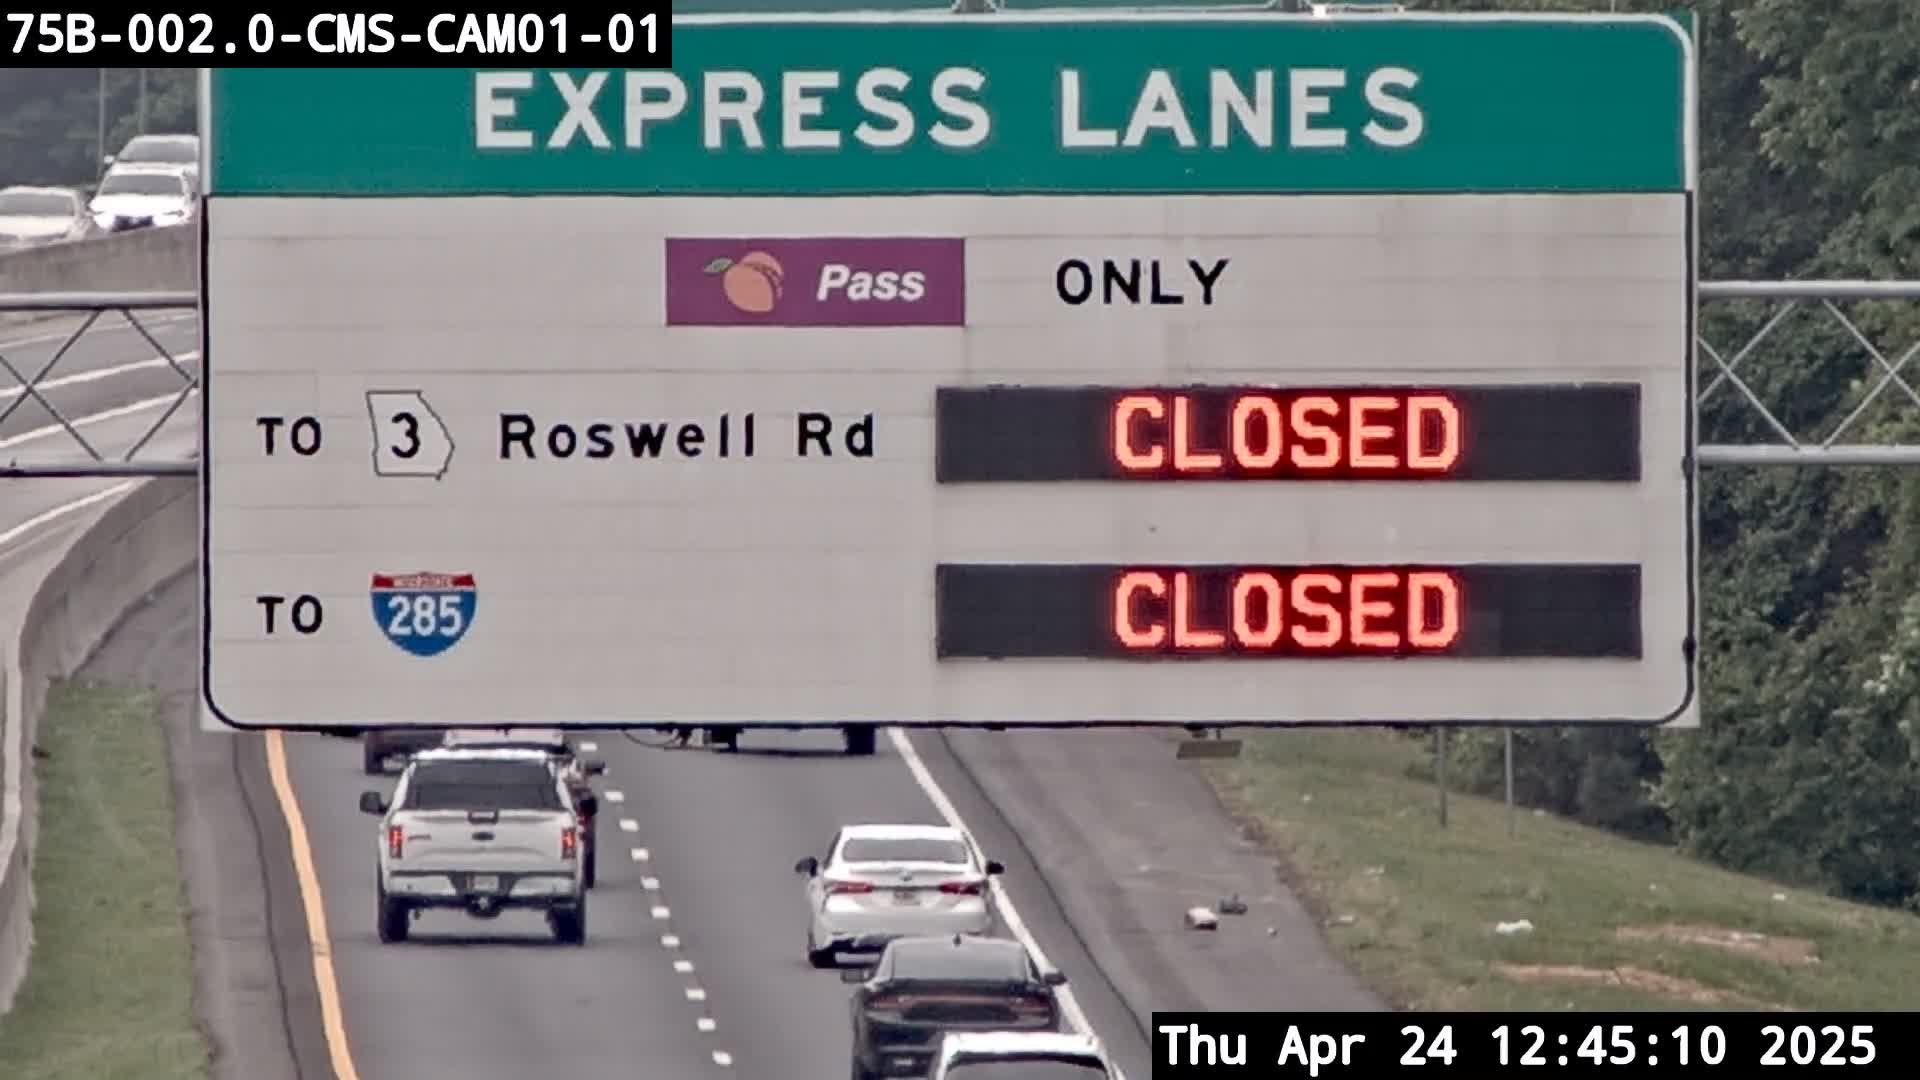 75B-002.0-CMS-CAM01-01
EXPRESS LANES
Pass ONLY
TO 3 Roswell Rd CLOSED
TO 285 CLOSED
Thu Apr 24 12:45:10 2025